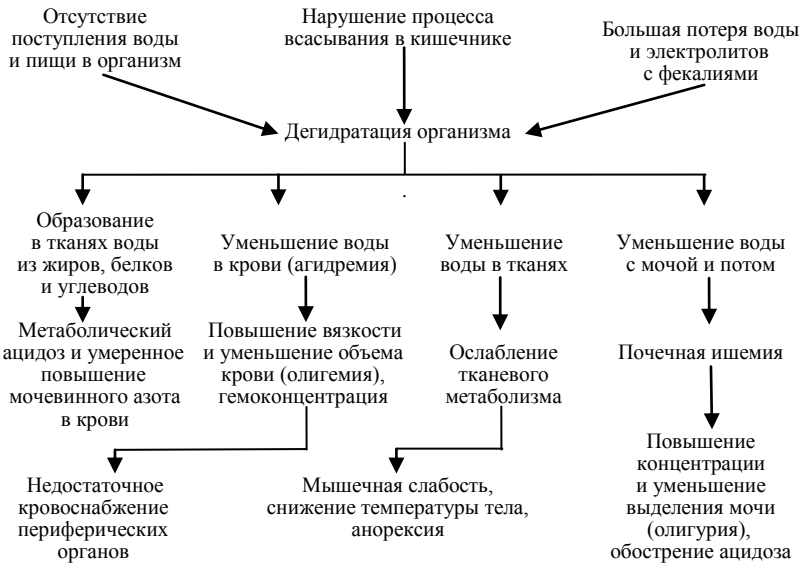 Отсутствие
поступления воды
и пищи в организм
Нарушение процесса
всасывания в кишечнике
Большая потеря воды
и электролитов
с фекалиями
Дегидратация организма
Образование
в тканях воды
из жиров, белков
и углеводов
Уменьшение воды
в крови (агидремия)
Уменьшение
воды в тканях
Уменьшение воды
с мочой и потом
Метаболический
ацидоз и умеренное
повышение
мочевинного азота
в крови
Повышение вязкости
и уменьшение объема
крови (олигемия),
гемоконцентрация
Ослабление
тканевого
метаболизма
Почечная ишемия
Недостаточное
кровоснабжение
периферических
органов
Мышечная слабость,
снижение температуры тела,
анорексия
Повышение
концентрации
и уменьшение
выделения мочи
(олигурия),
обострение ацидоза